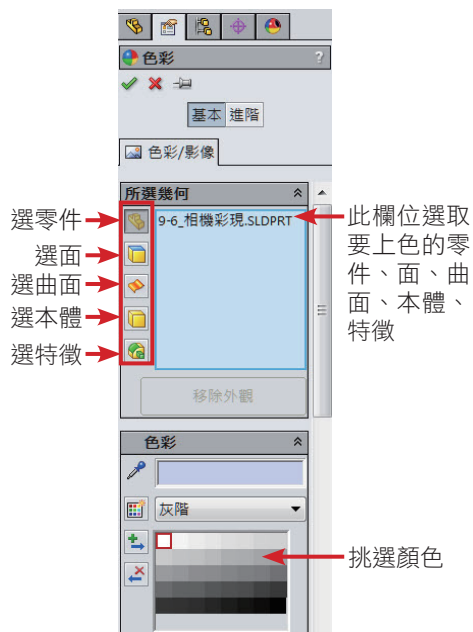 色彩
?
基本 進階
色彩/影像
所選幾何
選零件
選面
選曲面
選本體
選特徵
9-6_相機彩現.SLDPRT
此欄位選取
要上色的零
件、面、曲
面、本體、
特徵
移除外觀
色彩
灰階
挑選顏色